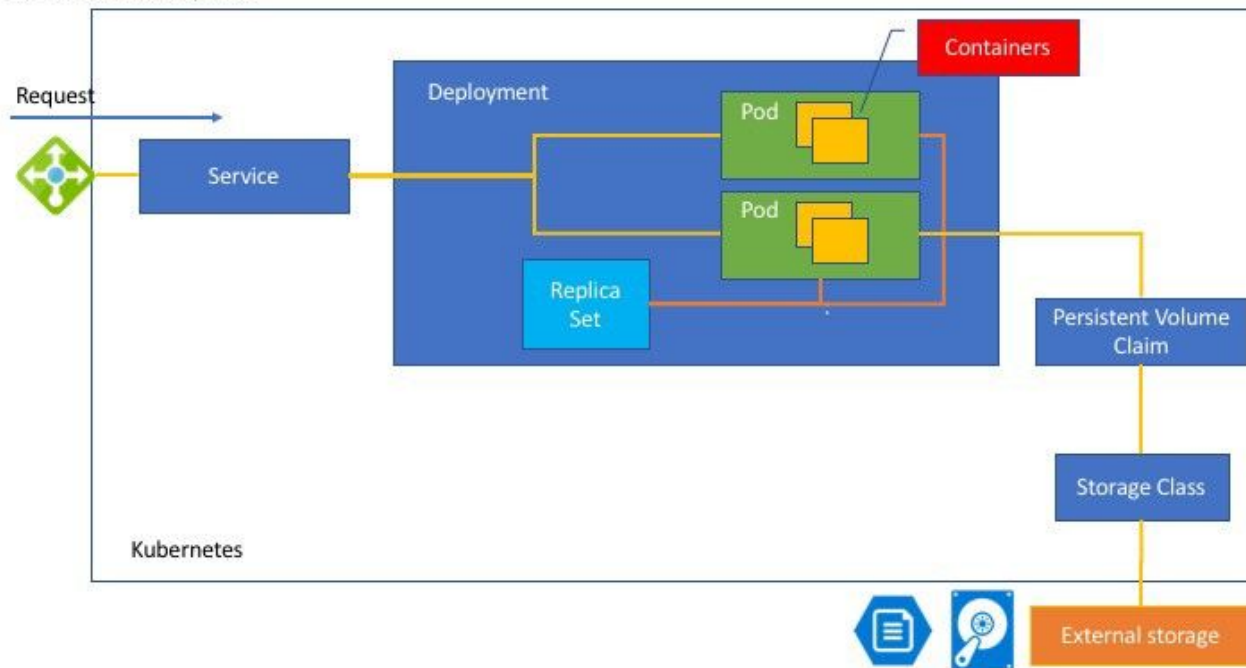 Request
Service
Deployment
Containers
Pod
Pod
Replica
Set
Persistent Volume
Claim
Storage Class
Kubernetes
External storage